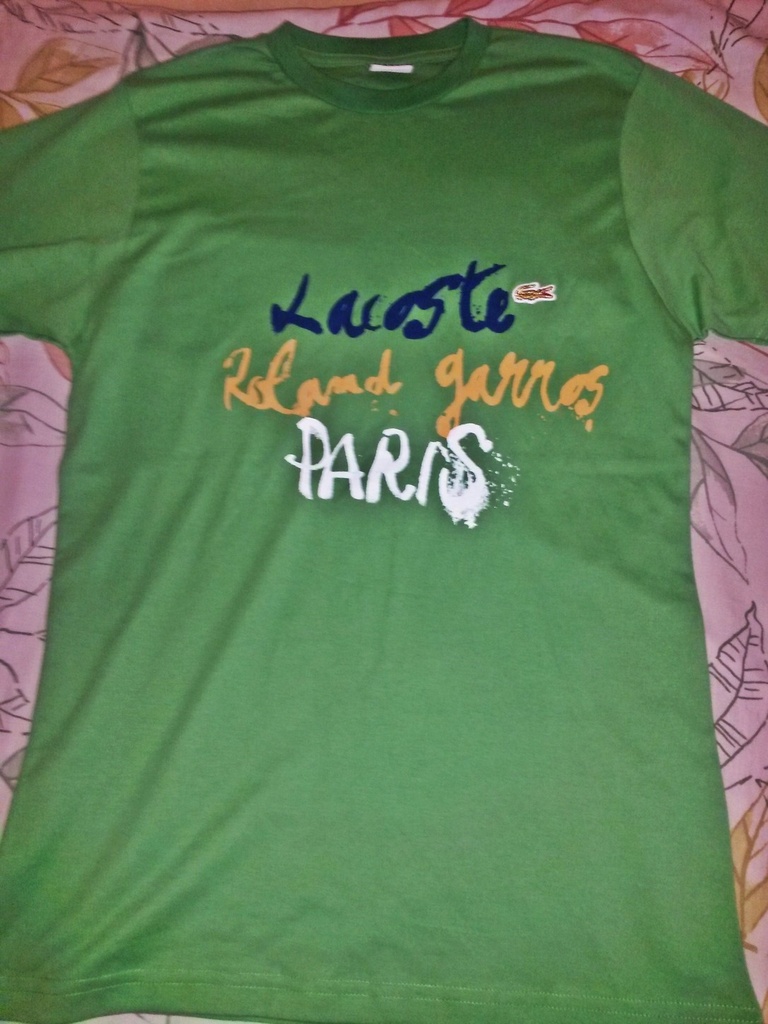 Lacoste
Roland garros
PARIS